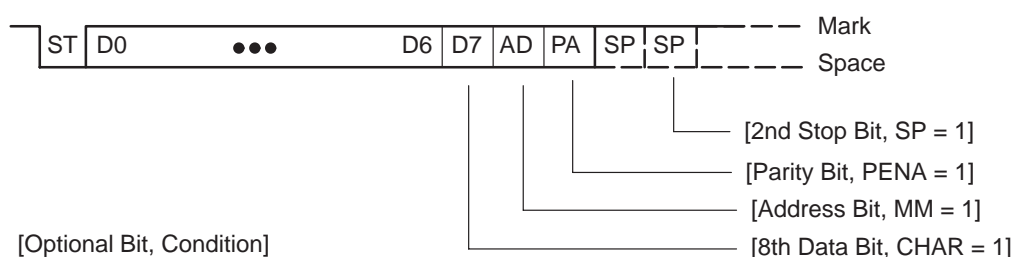 Mark
ST D0 ●●● D6 D7 AD PA SP SP
Space
[2nd Stop Bit, SP = 1]
[Parity Bit, PENA = 1]
[Address Bit, MM = 1]
[Optional Bit, Condition]
[8th Data Bit, CHAR = 1]